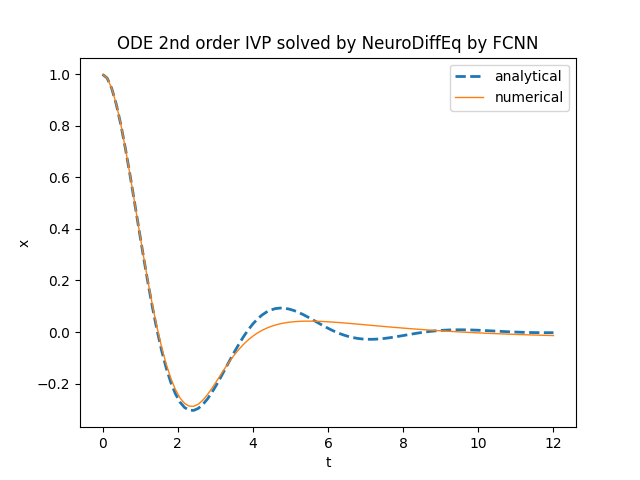 ODE 2nd order IVP solved by NeuroDiffEq by FCNN
analytical
numerical
1.0
0.8
0.6
0.4
0.2
0.0
−0.2
x
0 2 4 6 8 10 12
t